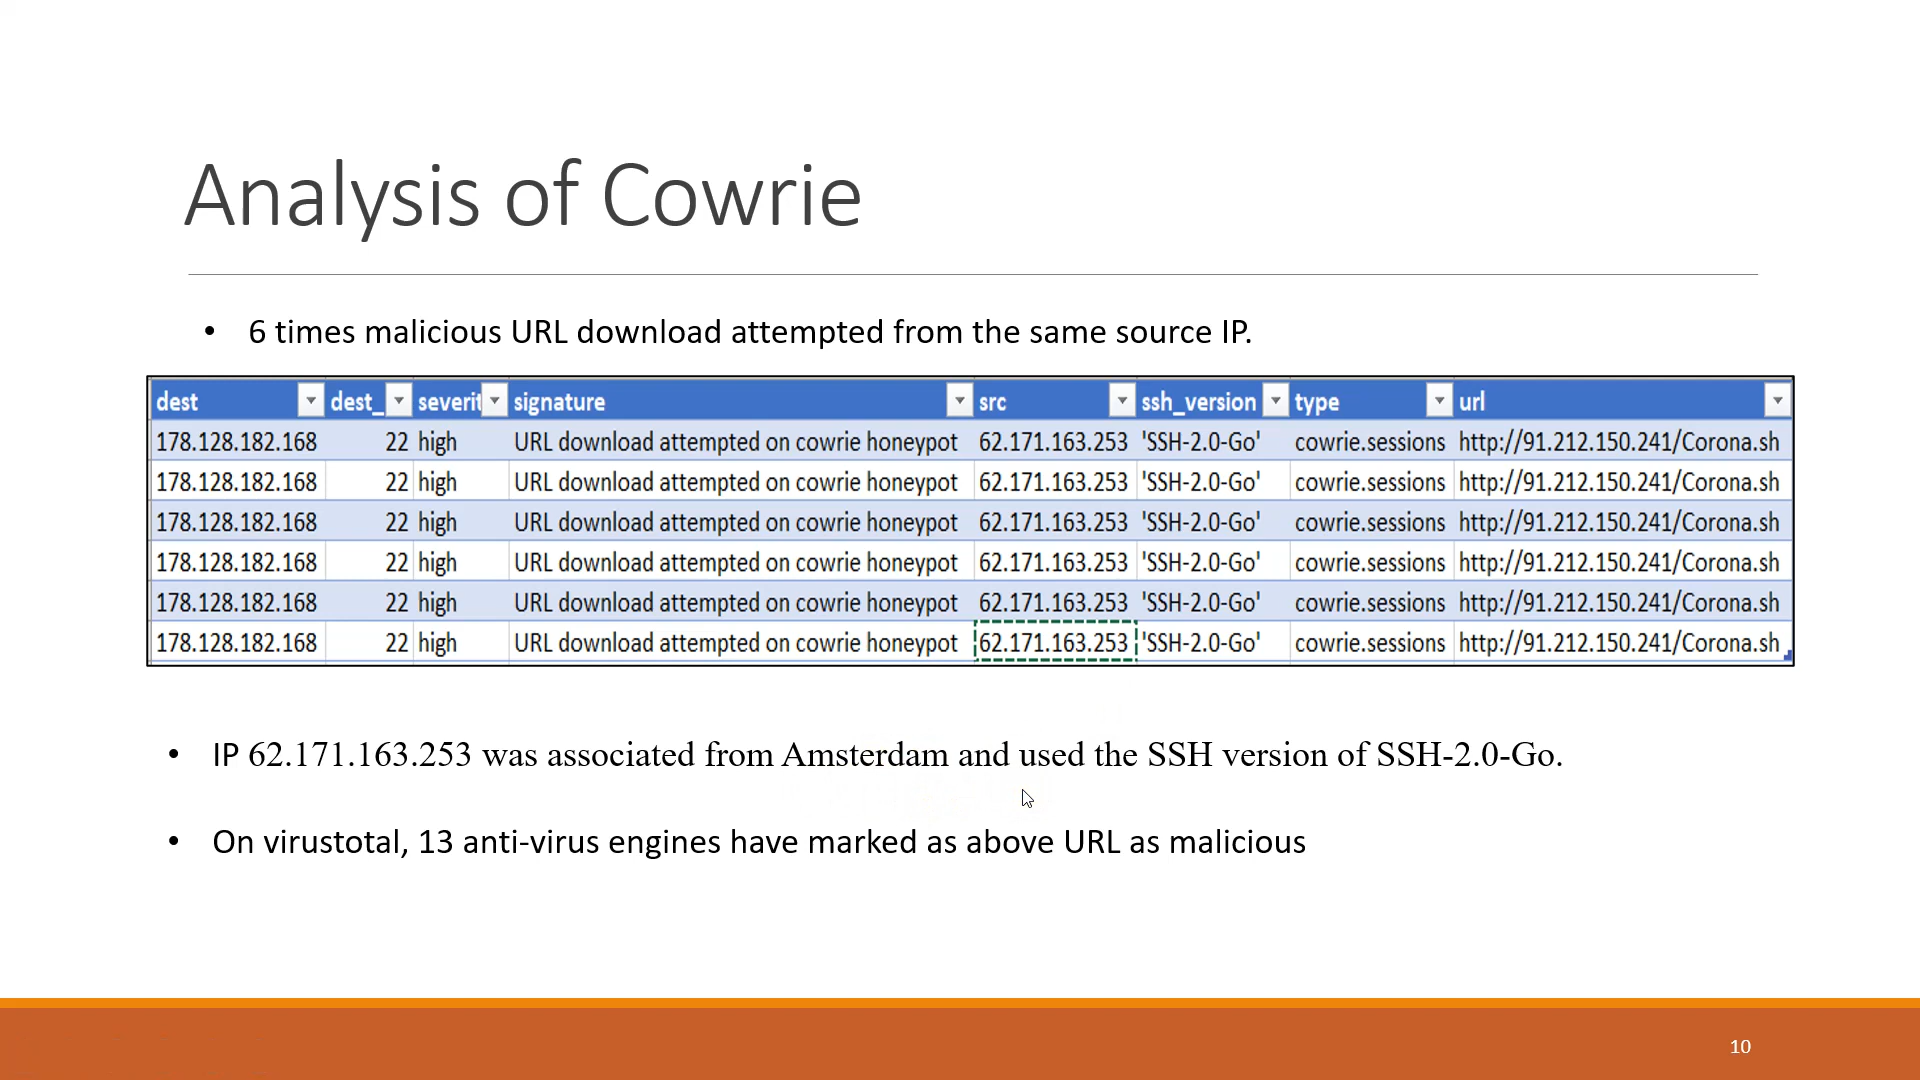 Analysis of Cowrie
• 6 times malicious URL download attempted from the same source IP.
dest dest_ severit signature src ssh_version type url
178.128.182.168 22 high URL download attempted on cowrie honeypot 62.171.163.253 'SSH-2.0-Go' cowrie.sessions http://91.212.150.241/Corona.sh
178.128.182.168 22 high URL download attempted on cowrie honeypot 62.171.163.253 'SSH-2.0-Go' cowrie.sessions http://91.212.150.241/Corona.sh
178.128.182.168 22 high URL download attempted on cowrie honeypot 62.171.163.253 'SSH-2.0-Go' cowrie.sessions http://91.212.150.241/Corona.sh
178.128.182.168 22 high URL download attempted on cowrie honeypot 62.171.163.253 'SSH-2.0-Go' cowrie.sessions http://91.212.150.241/Corona.sh
178.128.182.168 22 high URL download attempted on cowrie honeypot 62.171.163.253 'SSH-2.0-Go' cowrie.sessions http://91.212.150.241/Corona.sh
178.128.182.168 22 high URL download attempted on cowrie honeypot 62.171.163.253 'SSH-2.0-Go' cowrie.sessions http://91.212.150.241/Corona.sh
• IP 62.171.163.253 was associated from Amsterdam and used the SSH version of SSH-2.0-Go.
• On virustotal, 13 anti-virus engines have marked as above URL as malicious
10